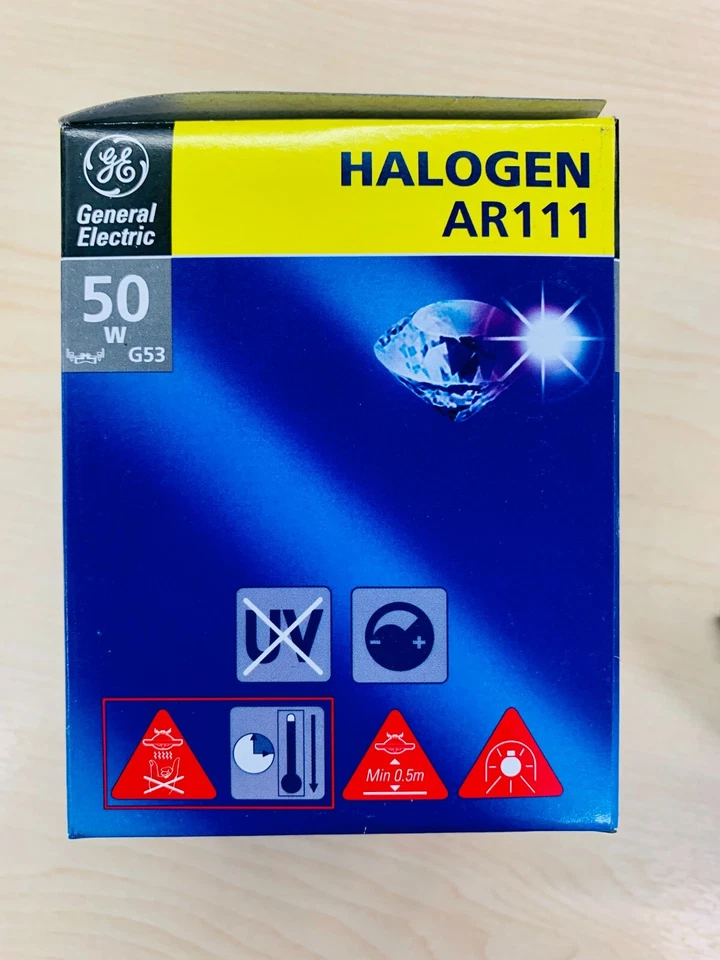 GE
General
Electric
HALOGEN
AR111
50
W
G53
UV
- +
Min 0.5m